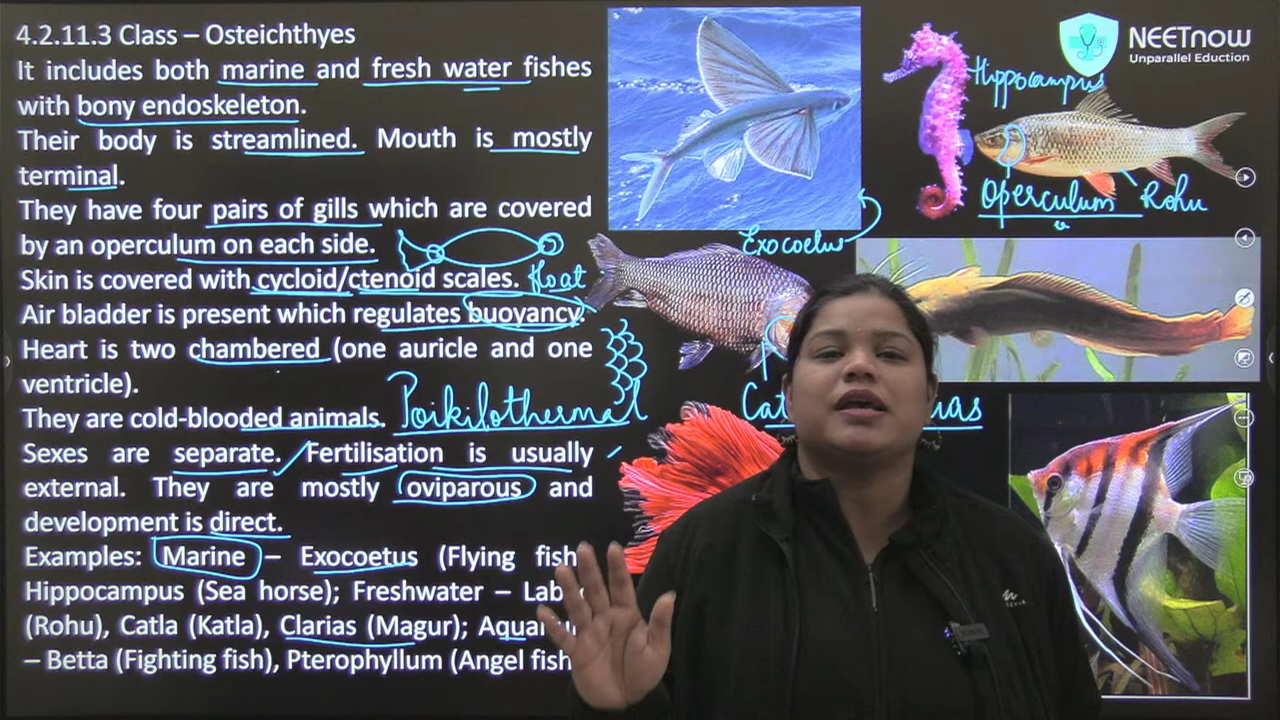 4.2.11.3 Class – Osteichthyes
It includes both marine and fresh water fishes
with bony endoskeleton.
Their body is streamlined. Mouth is mostly
terminal.
They have four pairs of gills which are covered
by an operculum on each side.
Skin is covered with cycloid/ctenoid scales. float
Air bladder is present which regulates buoyancy.
Heart is two chambered (one auricle and one
ventricle).
They are cold-blooded animals. Poikilothermal
Sexes are separate. Fertilisation is usually
external. They are mostly oviparous and
development is direct.
Examples: Marine – Exocoetus (Flying fish
Hippocampus (Sea horse); Freshwater –
(Rohu), Catla (Katla), Clarias (Magur);
– Betta (Fighting fish), Pterophyllum (Angel fish
NEETnow
Unparallel Eduction
Hippocampus
Operculum Rohu
Exocoetus